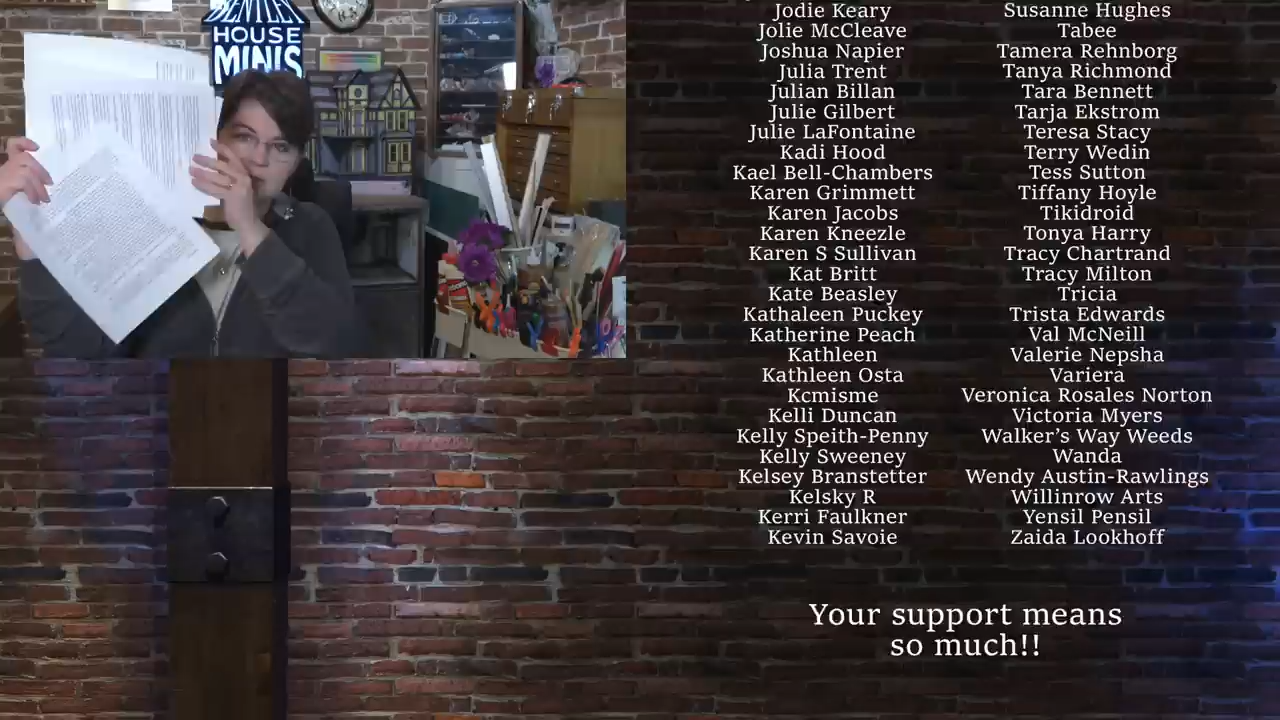 BENTLEY
HOUSE
MINIS
Jodie Keary
Jolie McCleave
Joshua Napier
Julia Trent
Julian Billan
Julie Gilbert
Julie LaFontaine
Kadi Hood
Kael Bell-Chambers
Karen Grimmett
Karen Jacobs
Karen Kneezle
Karen S Sullivan
Kat Britt
Kate Beasley
Kathaleen Puckey
Katherine Peach
Kathleen
Kathleen Osta
Kcmisme
Kelli Duncan
Kelly Speith-Penny
Kelly Sweeney
Kelsey Branstetter
Kelsky R
Kerri Faulkner
Kevin Savoie
Susanne Hughes
Tabee
Tamera Rehnborg
Tanya Richmond
Tara Bennett
Tarja Ekstrom
Teresa Stacy
Terry Wedin
Tess Sutton
Tiffany Hoyle
Tikidroid
Tonya Harry
Tracy Chartrand
Tracy Milton
Tricia
Trista Edwards
Val McNeill
Valerie Nepsha
Variera
Veronica Rosales Norton
Victoria Myers
Walker’s Way Weeds
Wanda
Wendy Austin-Rawlings
Willinrow Arts
Yensil Pensil
Zaida Lookhoff
Your support means
so much!!